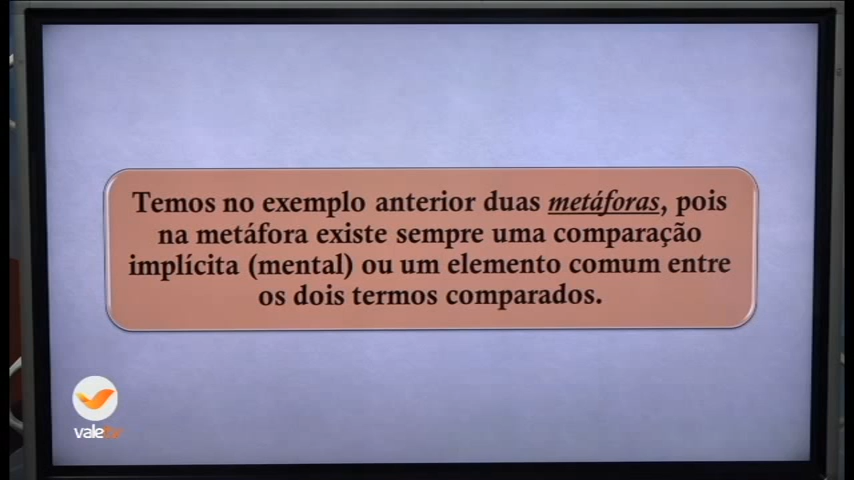 Temos no exemplo anterior duas metáforas, pois
na metáfora existe sempre uma comparação
implícita (mental) ou um elemento comum entre
os dois termos comparados.